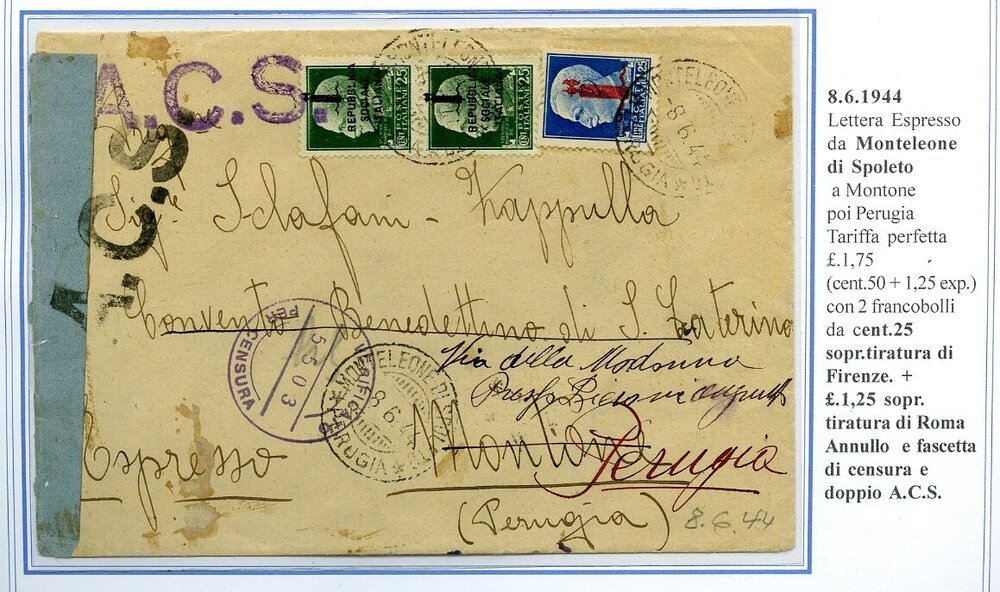 A.C.S.
A.C.S.
REPUBBLICA
SOCIALE
ITALIANA
25
REPUBBLICA
SOCIALE
ITALIANA
25
MONTELEONE
8.6.44
PERUGIA
Sclafani - Kappulla
Convento Benedettino di S. Caterina
Via della Madonna
VERIFICATO PER CENSURA
5503
MONTELEONE DI SPOLETO
8.6.44
PERUGIA
Espresso
Montone
Perugia
(Perugia)
8.6.44
8.6.1944
Lettera Espresso
da Monteleone
di Spoleto
a Montone
poi Perugia
Tariffa perfetta
£.1,75
(cent.50 + 1,25 exp.)
con 2 francobolli
da cent.25
sopr.tiratura di
Firenze. +
£.1,25 sopr.
tiratura di Roma
Annullo e fascetta
di censura e
doppio A.C.S.